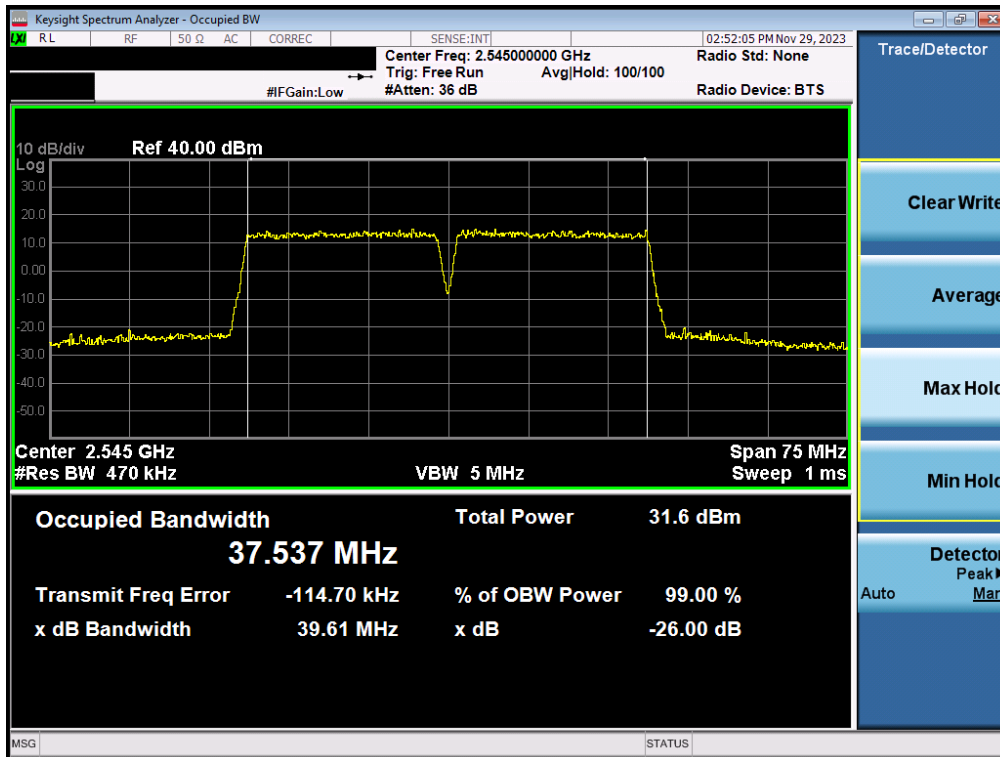 Keysight Spectrum Analyzer - Occupied BW
LXI RL RF 50 Ω AC CORREC SENSE:INT 02:52:05 PM Nov 29, 2023
Center Freq: 2.545000000 GHz Radio Std: None
Trig: Free Run Avg|Hold: 100/100
#IFGain:Low #Atten: 36 dB Radio Device: BTS
Trace/Detector
10 dB/div Ref 40.00 dBm
Log
30.0
20.0
10.0
0.00
-10.0
-20.0
-30.0
-40.0
-50.0
Center 2.545 GHz Span 75 MHz
#Res BW 470 kHz VBW 5 MHz Sweep 1 ms
Occupied Bandwidth Total Power 31.6 dBm
37.537 MHz
Transmit Freq Error -114.70 kHz % of OBW Power 99.00 %
x dB Bandwidth 39.61 MHz x dB -26.00 dB
Clear Write
Average
Max Hold
Min Hold
Detector
Peak
Auto Man
MSG STATUS